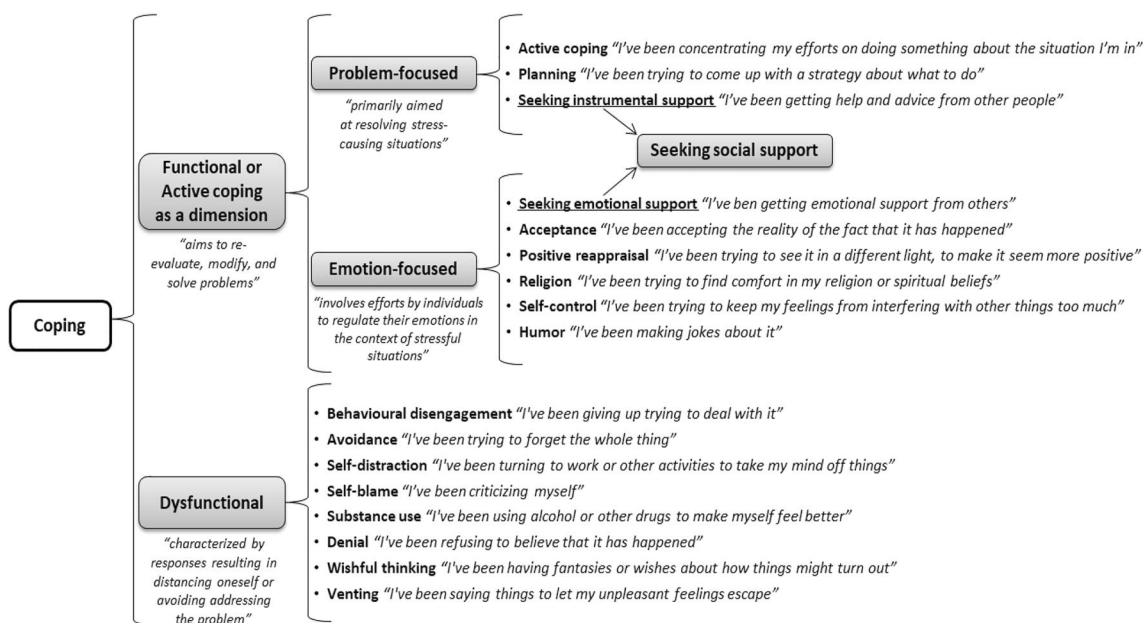 Coping
Functional or
Active coping
as a dimension
“aims to re-
evaluate, modify, and
solve problems”
Problem-focused
“primarily aimed
at resolving stress-
causing situations”
• Active coping “I’ve been concentrating my efforts on doing something about the situation I’m in”
• Planning “I’ve been trying to come up with a strategy about what to do”
• Seeking instrumental support “I’ve been getting help and advice from other people”
Seeking social support
Emotion-focused
“involves efforts by individuals
to regulate their emotions in
the context of stressful
situations”
• Seeking emotional support “I’ve ben getting emotional support from others”
• Acceptance “I’ve been accepting the reality of the fact that it has happened”
• Positive reappraisal “I’ve been trying to see it in a different light, to make it seem more positive”
• Religion “I’ve been trying to find comfort in my religion or spiritual beliefs”
• Self-control “I’ve been trying to keep my feelings from interfering with other things too much”
• Humor “I’ve been making jokes about it”
Dysfunctional
“characterized by
responses resulting in
distancing oneself or
avoiding addressing
the problem”
• Behavioural disengagement “I've been giving up trying to deal with it”
• Avoidance “I've been trying to forget the whole thing”
• Self-distraction “I've been turning to work or other activities to take my mind off things”
• Self-blame “I’ve been criticizing myself”
• Substance use “I've been using alcohol or other drugs to make myself feel better”
• Denial “I've been refusing to believe that it has happened”
• Wishful thinking “I've been having fantasies or wishes about how things might turn out”
• Venting “I've been saying things to let my unpleasant feelings escape”